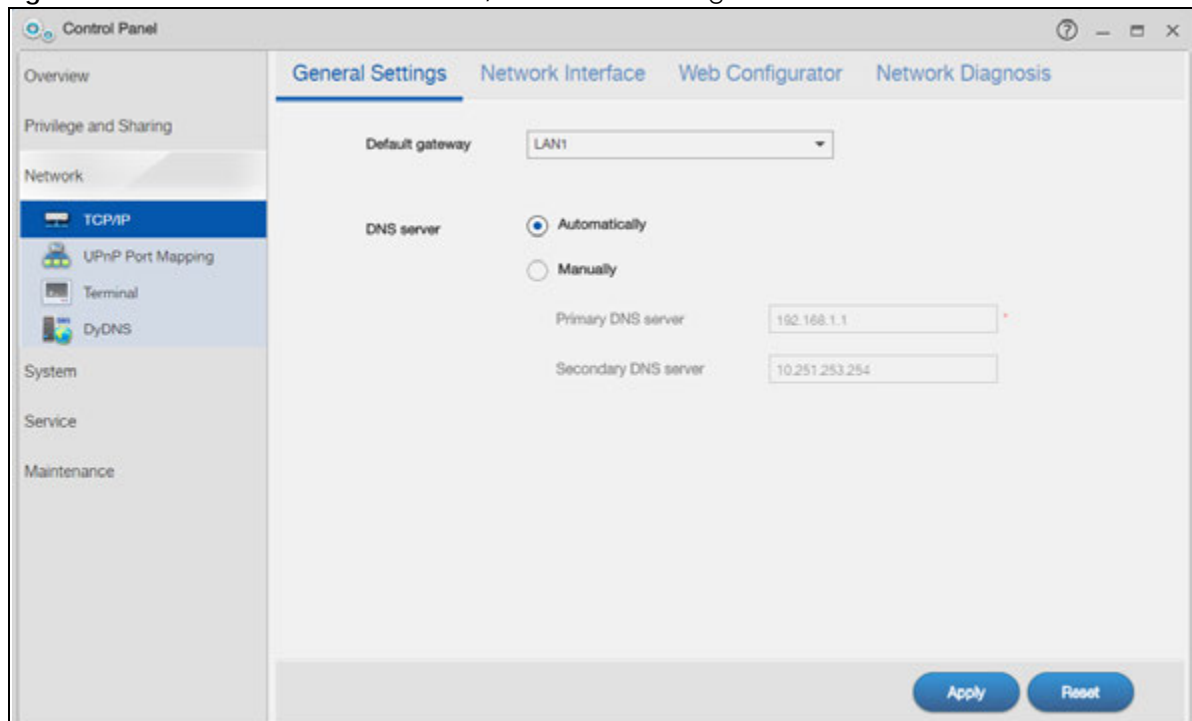 Control Panel
Overview
Privilege and Sharing
Network
TCP/IP
UPnP Port Mapping
Terminal
DyDNS
System
Service
Maintenance
General Settings Network Interface Web Configurator Network Diagnosis
Default gateway LAN1
DNS server Automatically
Manually
Primary DNS server 192.168.1.1 *
Secondary DNS server 10.251.253.254
Apply Reset